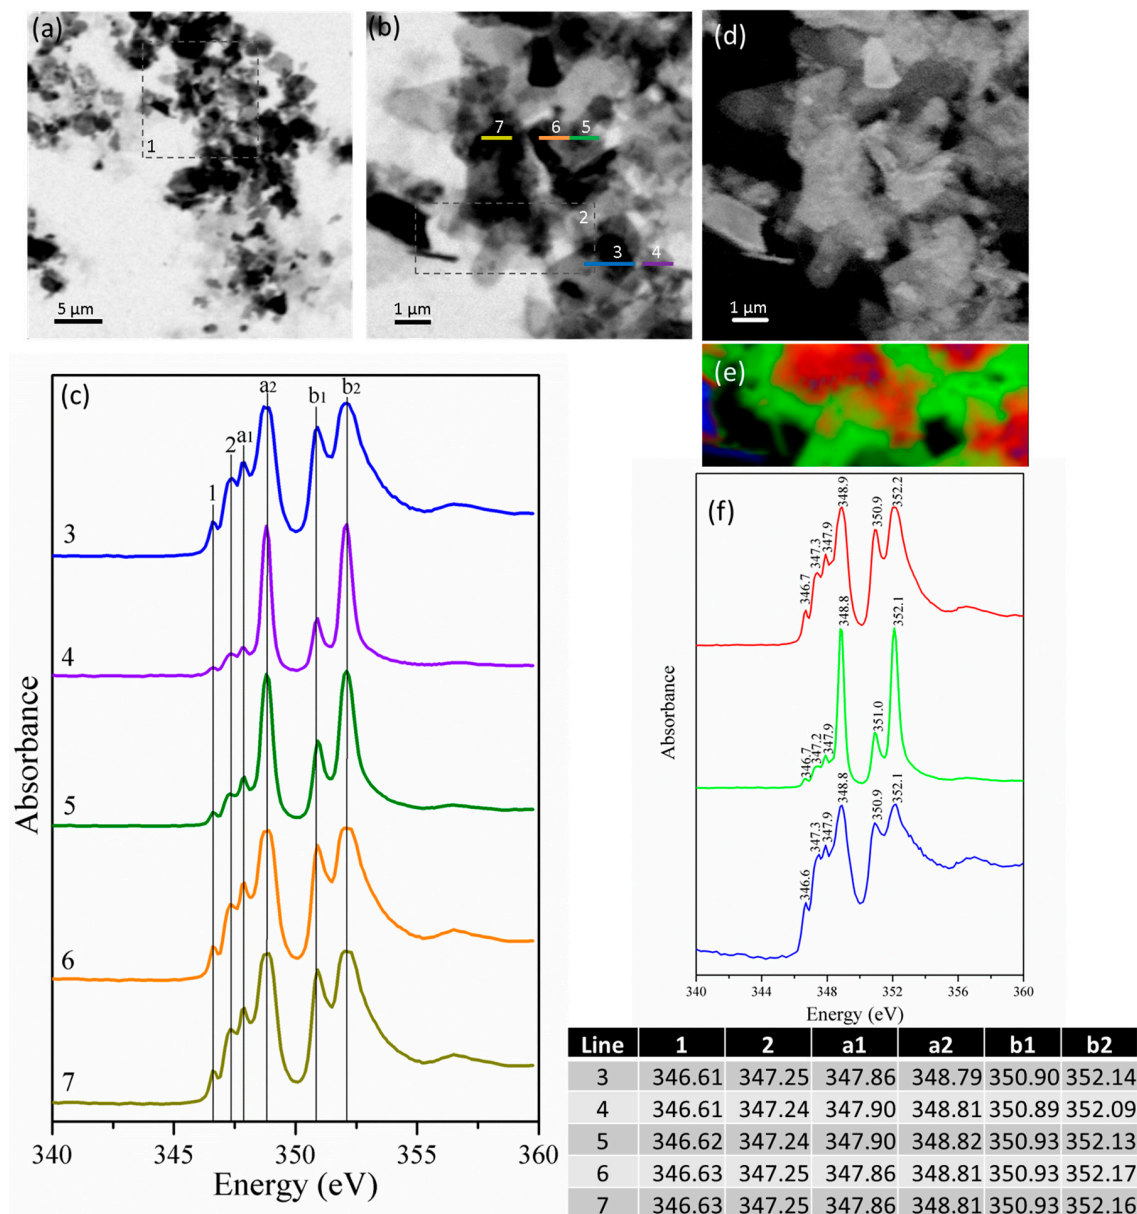 (a)
1
5 μm
(b)
7 6 5
2
3 4
1 μm
(d)
1 μm
(e)
(c)
1 2 a1 a2 b1 b2
3
4
5
6
7
Absorbance
340 345 350 355 360
Energy (eV)
(f)
346.7 347.3 347.9 348.9 350.9 352.2
346.7 347.2 347.9 348.8 351.0 352.1
346.6 347.3 347.9 348.8 350.9 352.1
Absorbance
340 344 348 352 356 360
Energy (eV)
Line 1 2 a1 a2 b1 b2
3 346.61 347.25 347.86 348.79 350.90 352.14
4 346.61 347.24 347.90 348.81 350.89 352.09
5 346.62 347.24 347.90 348.82 350.93 352.13
6 346.63 347.25 347.86 348.81 350.93 352.17
7 346.63 347.25 347.86 348.81 350.93 352.16